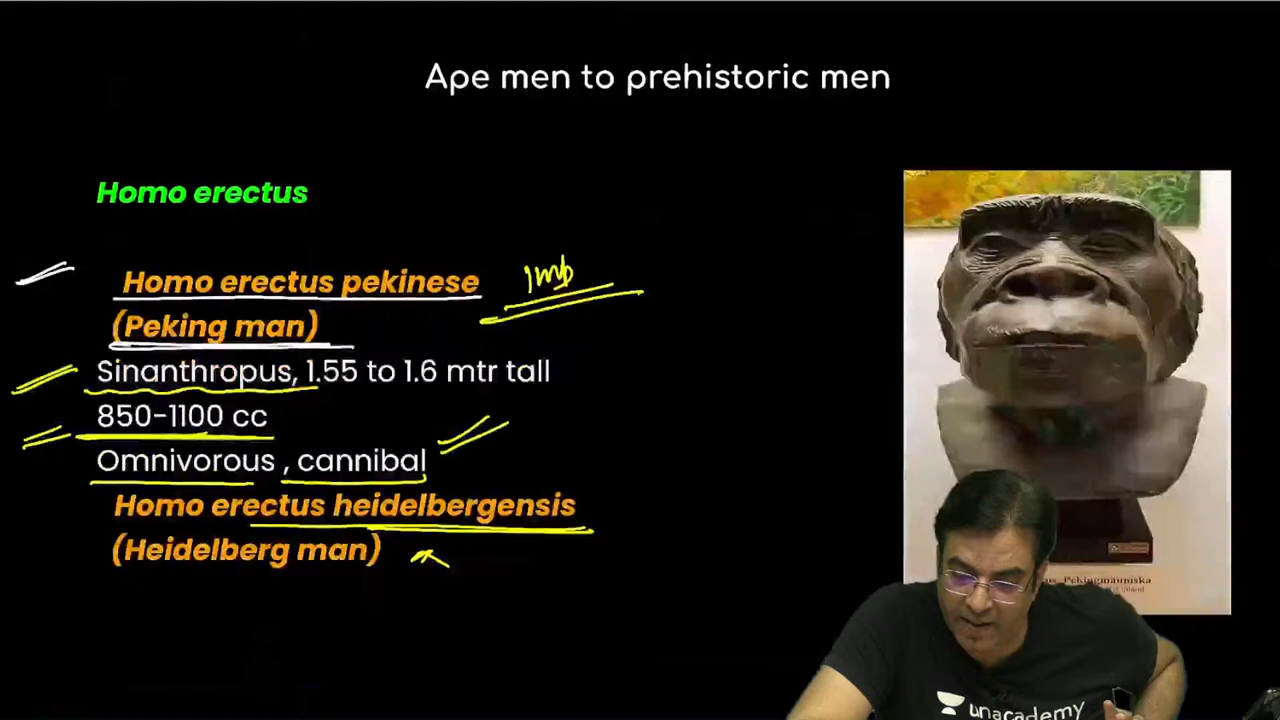 Ape men to prehistoric men
Homo erectus
Homo erectus pekinese Imp
(Peking man)
Sinanthropus, 1.55 to 1.6 mtr tall
850-1100 cc
Omnivorous , cannibal
Homo erectus heidelbergensis
(Heidelberg man)
Pekingmänniska
unacademy